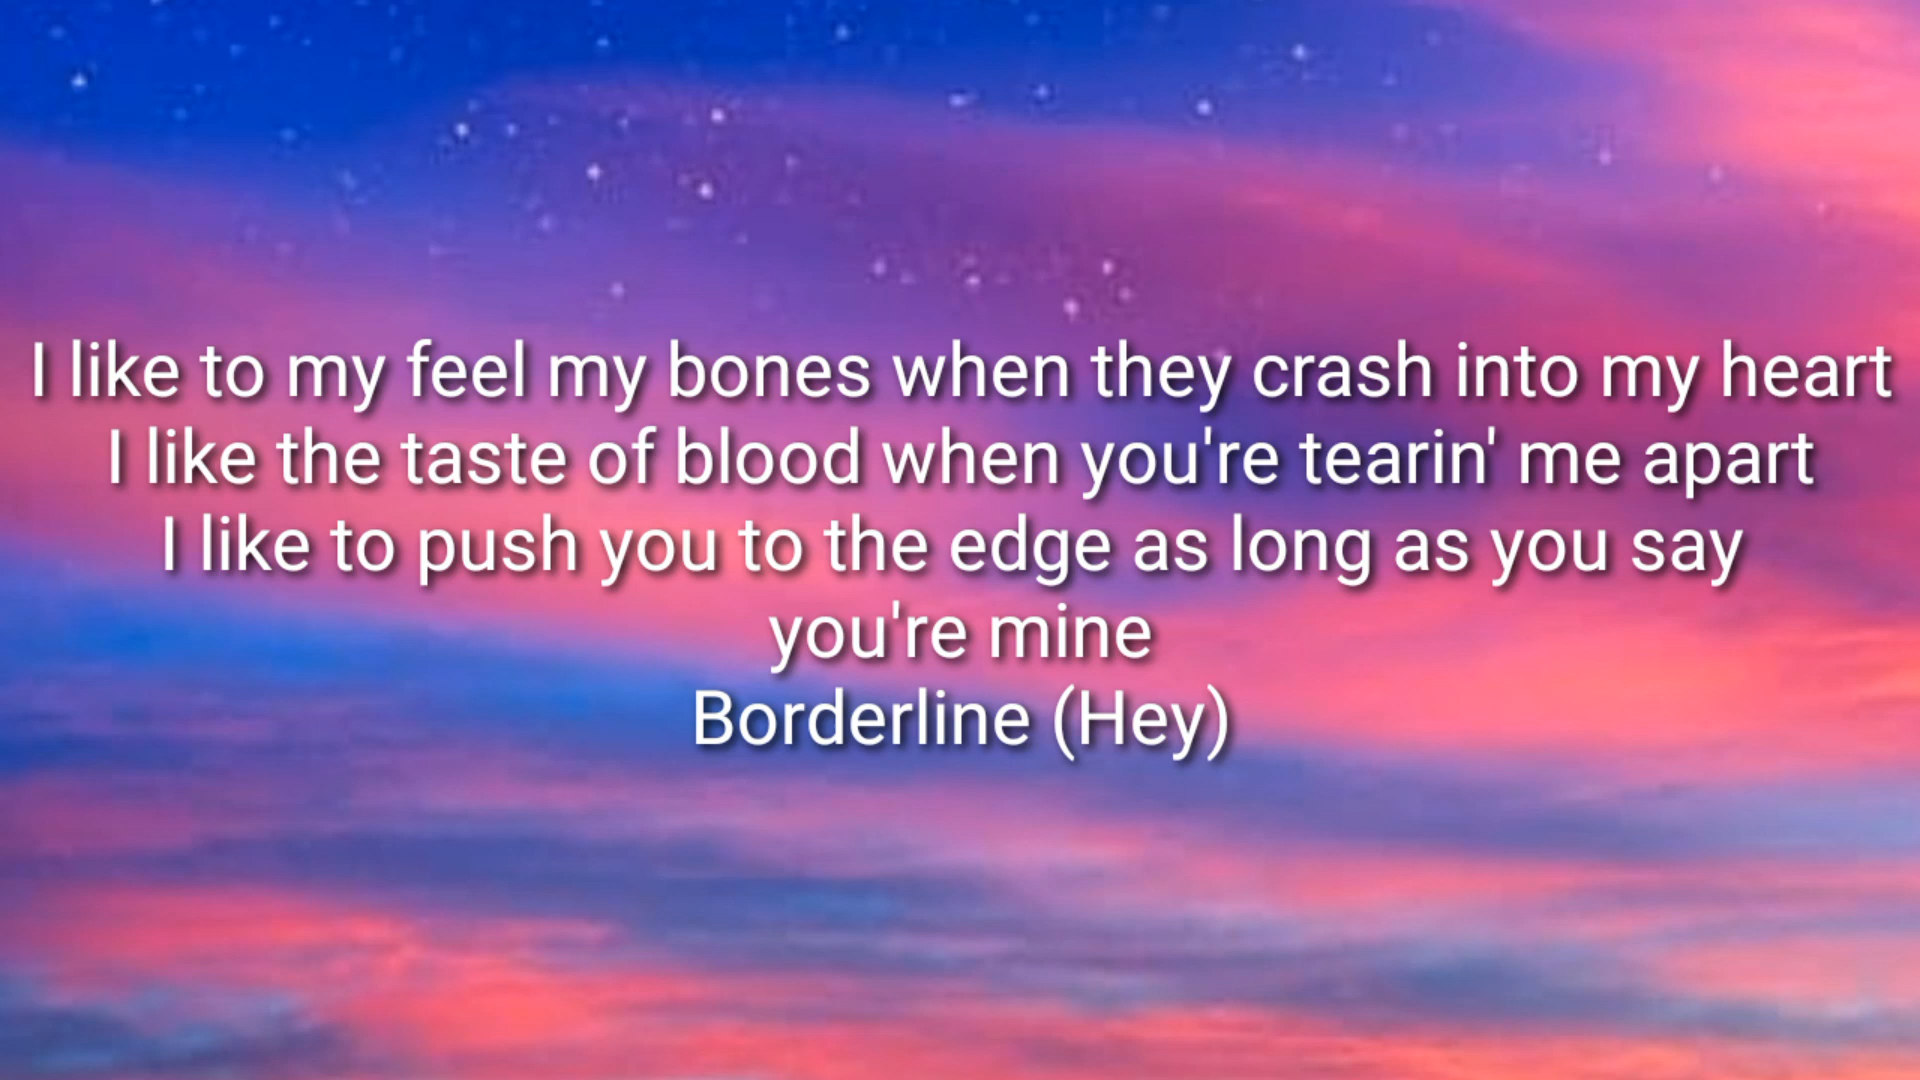 I like to my feel my bones when they crash into my heart
I like the taste of blood when you're tearin' me apart
I like to push you to the edge as long as you say
you're mine
Borderline (Hey)